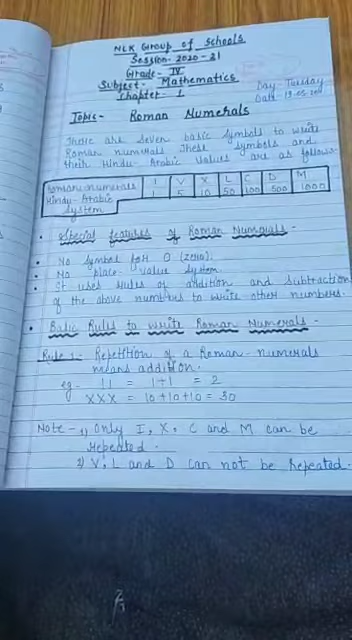 NLK Group of Schools
Session- 2020-21
Grade- IV
Subject- Mathematics
Chapter- 1
Day- Tuesday
Date-
Topic- Roman Numerals
There are seven basic symbols to write
Roman numerals. These symbols and
their Hindu-Arabic values are as follows
Roman numerals I V X L C D M
Hindu-Arabic System 1 5 10 50 100 500 1000
• Special features of Roman Numerals -
• No symbol for 0 (zero).
• No place-value system
• It uses rules of addition and subtraction
of the above numbers to write other numbers.
• Basic Rules to write Roman Numerals -
Rule 1- Repetition of a Roman-numerals
means addition.
eg- II = 1+1 = 2
XXX = 10+10+10 = 30
Note - 1) Only I, X, C and M can be
repeated.
2) V, L and D can not be Repeated.